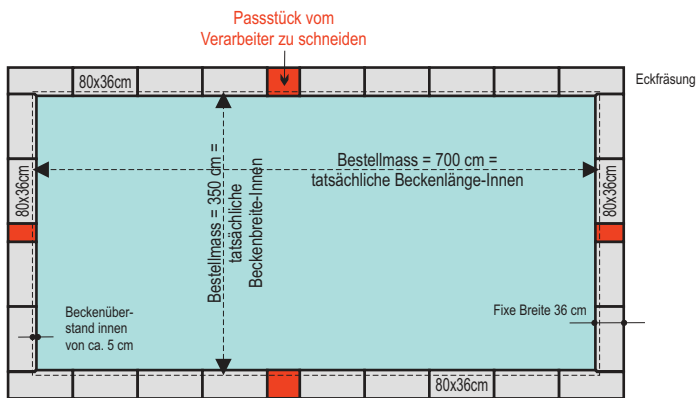 Passstück vom
Verarbeiter zu schneiden
80x36cm
Eckfräsung
Bestellmass = 700 cm =
tatsächliche Beckenlänge-Innen
80x36cm
80x36cm
Bestellmass = 350 cm =
tatsächliche
Beckenbreite-Innen
Beckenüber-
stand innen
von ca. 5 cm
Fixe Breite 36 cm
80x36cm